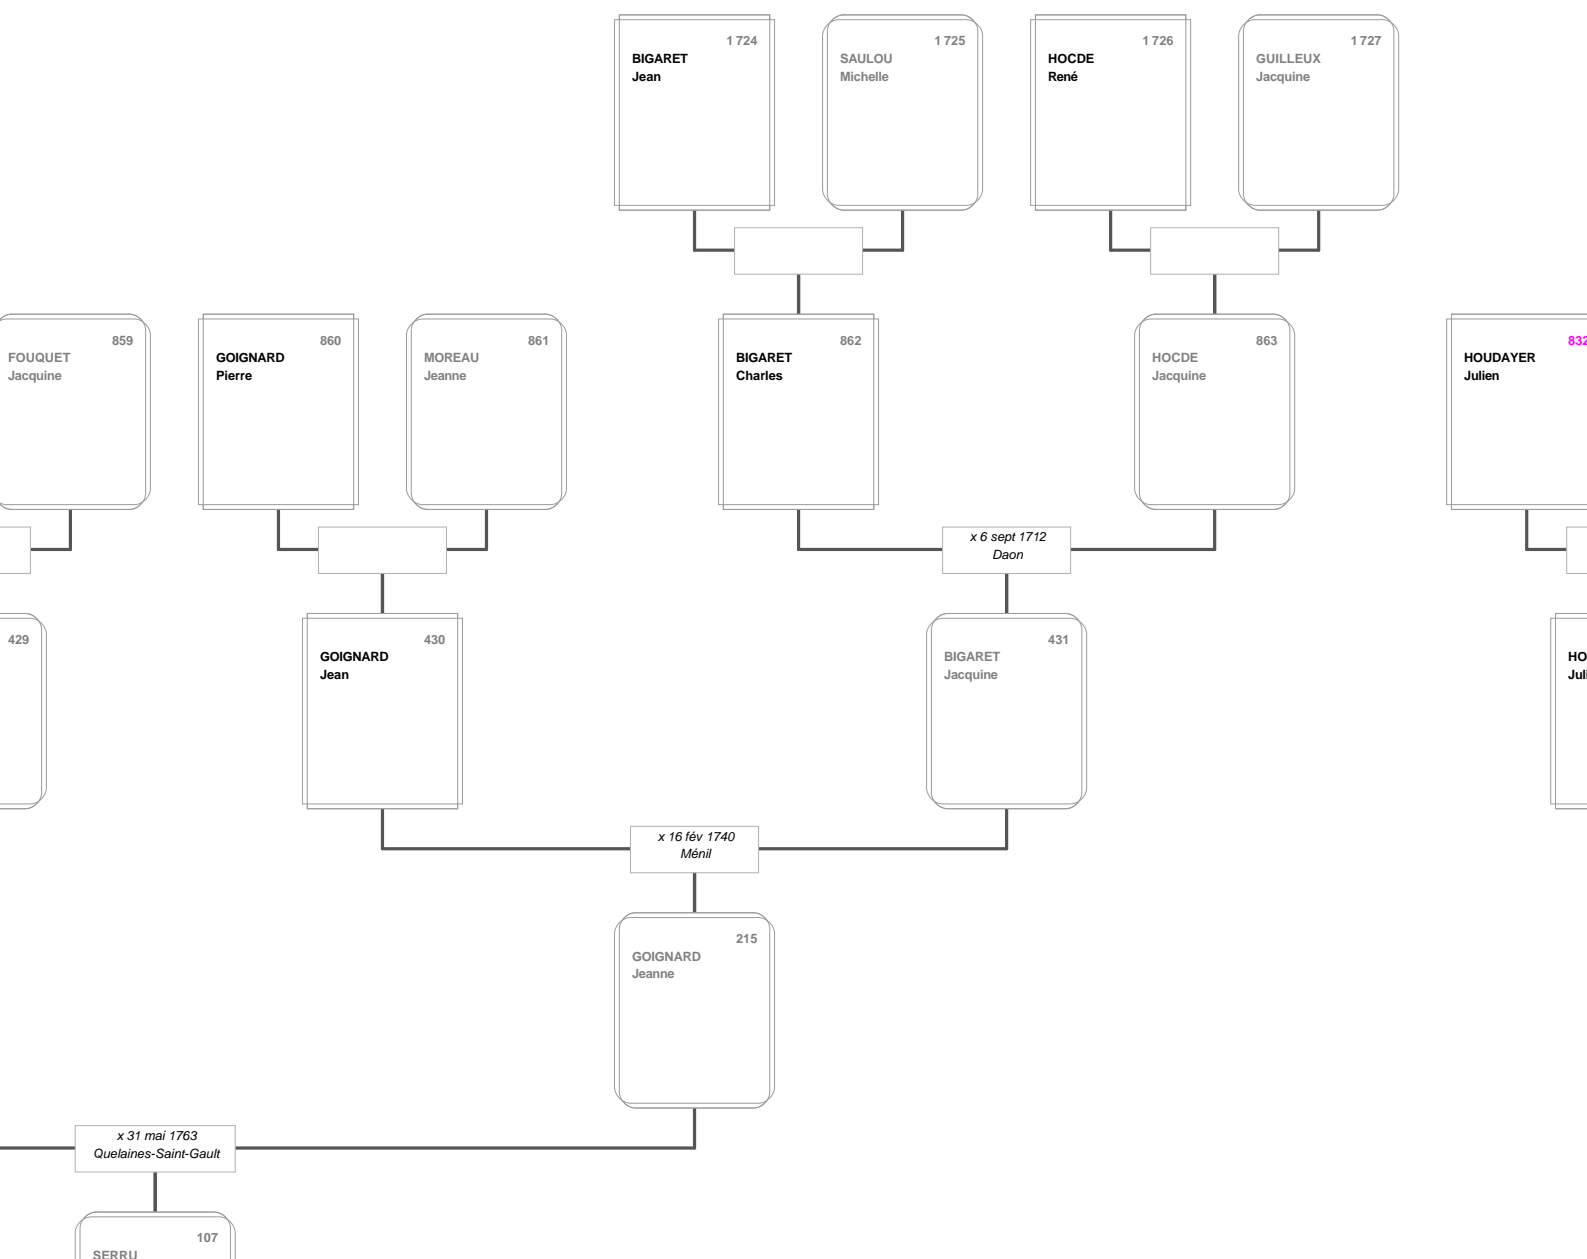 1 724
BIGARET
Jean
1 725
SAULOU
Michelle
1 726
HOCDE
René
1 727
GUILLEUX
Jacquine
859
FOUQUET
Jacquine
860
GOIGNARD
Pierre
861
MOREAU
Jeanne
862
BIGARET
Charles
863
HOCDE
Jacquine
832
HOUDAYER
Julien
x 6 sept 1712
Daon
429
430
GOIGNARD
Jean
431
BIGARET
Jacquine
HO
Juli
x 16 fév 1740
Ménil
215
GOIGNARD
Jeanne
x 31 mai 1763
Quelaines-Saint-Gault
107
SERRU